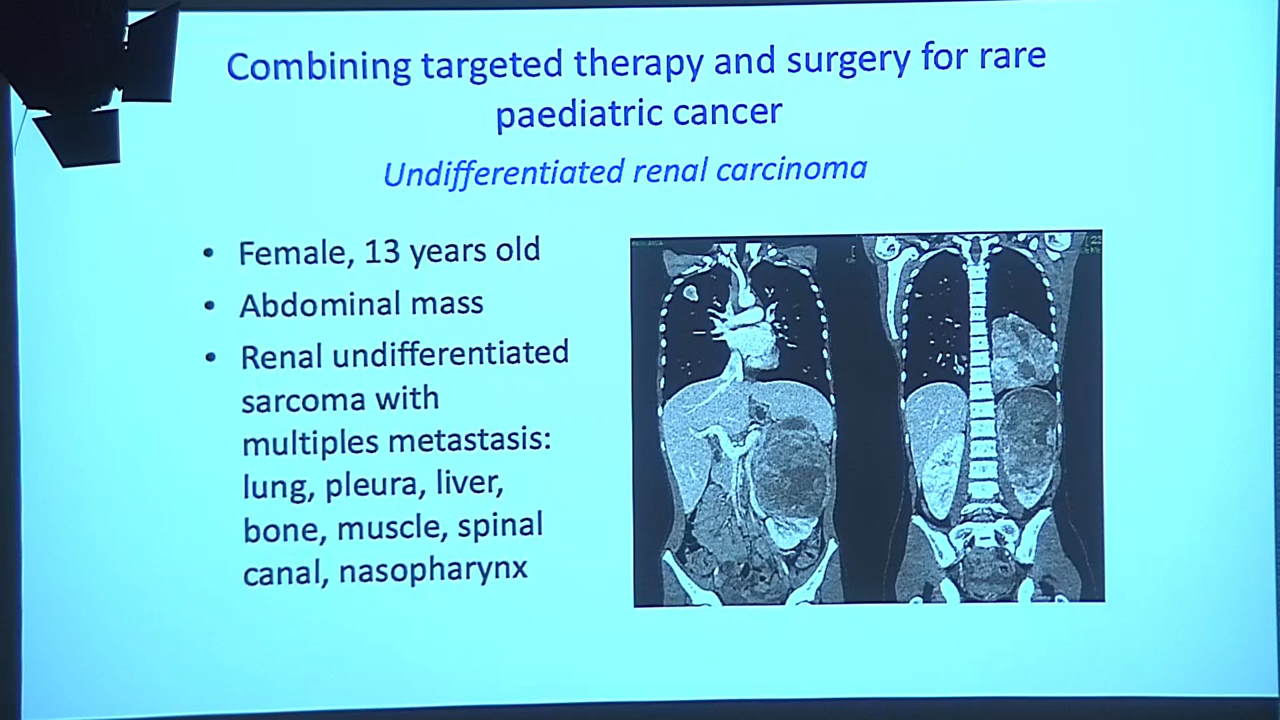 Combining targeted therapy and surgery for rare
paediatric cancer
Undifferentiated renal carcinoma
• Female, 13 years old
• Abdominal mass
• Renal undifferentiated
sarcoma with
multiples metastasis:
lung, pleura, liver,
bone, muscle, spinal
canal, nasopharynx